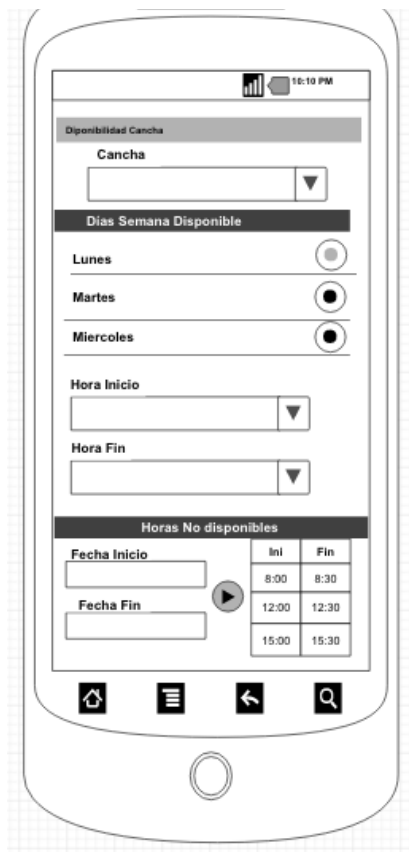 10:10 PM
Diponibilidad Cancha
Cancha
Dias Semana Disponible
Lunes
Martes
Miercoles
Hora Inicio
Hora Fin
Horas No disponibles
Fecha Inicio
Fecha Fin
Ini Fin
8:00 8:30
12:00 12:30
15:00 15:30